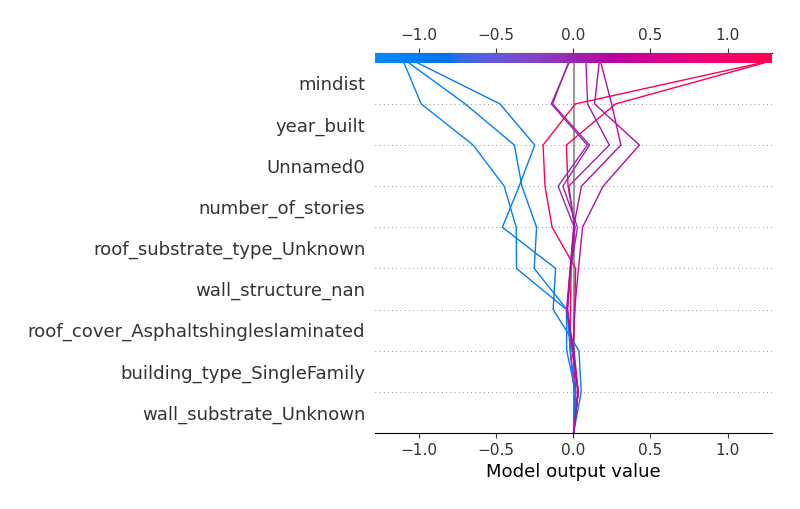 −1.0 −0.5 0.0 0.5 1.0
mindist
year_built
Unnamed0
number_of_stories
roof_substrate_type_Unknown
wall_structure_nan
roof_cover_Asphaltshingleslaminated
building_type_SingleFamily
wall_substrate_Unknown
−1.0 −0.5 0.0 0.5 1.0
Model output value